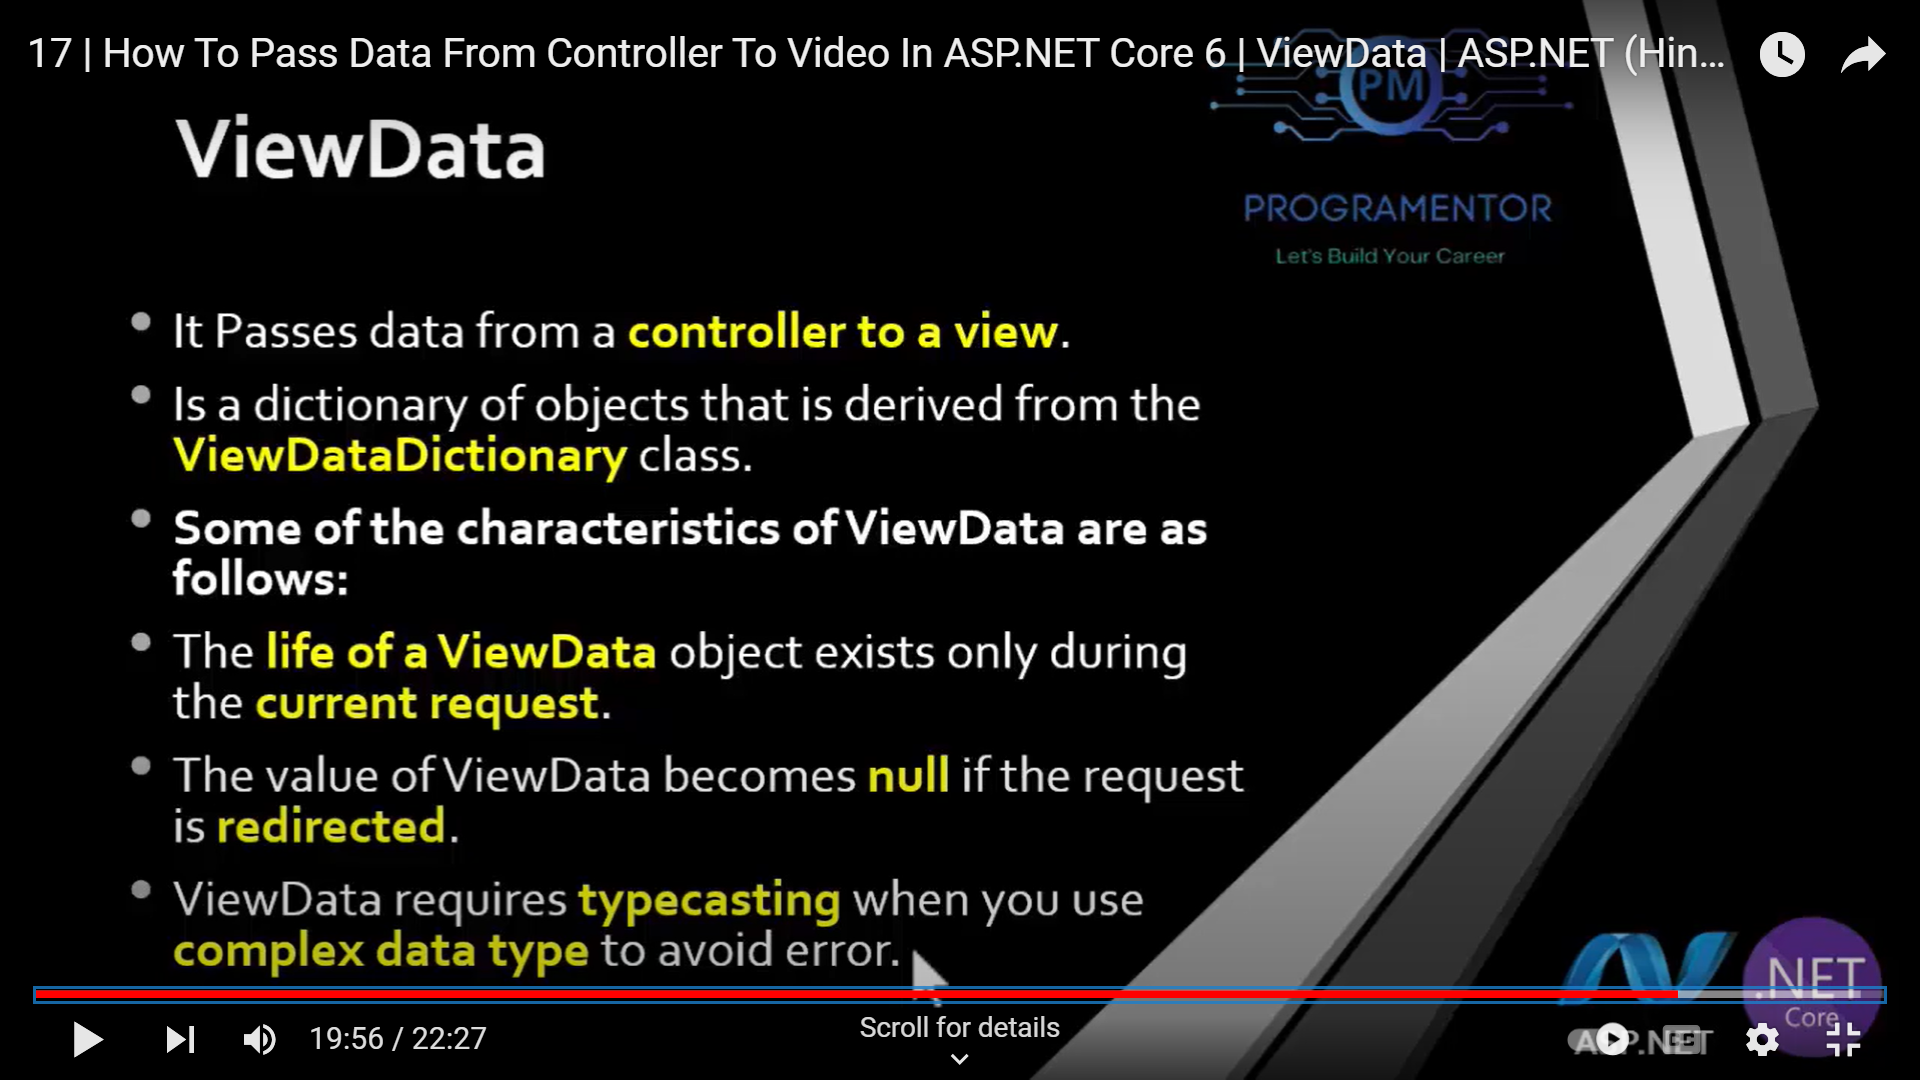 17 | How To Pass Data From Controller To Video In ASP.NET Core 6 | ViewData | ASP.NET (Hin...
PM
PROGRAMENTOR
Let's Build Your Career
ViewData
• It Passes data from a controller to a view.
• Is a dictionary of objects that is derived from the
ViewDataDictionary class.
• Some of the characteristics of ViewData are as
follows:
• The life of a ViewData object exists only during
the current request.
• The value of ViewData becomes null if the request
is redirected.
• ViewData requires typecasting when you use
complex data type to avoid error.
.NET
Core
ASP.NET
19:56 / 22:27
Scroll for details